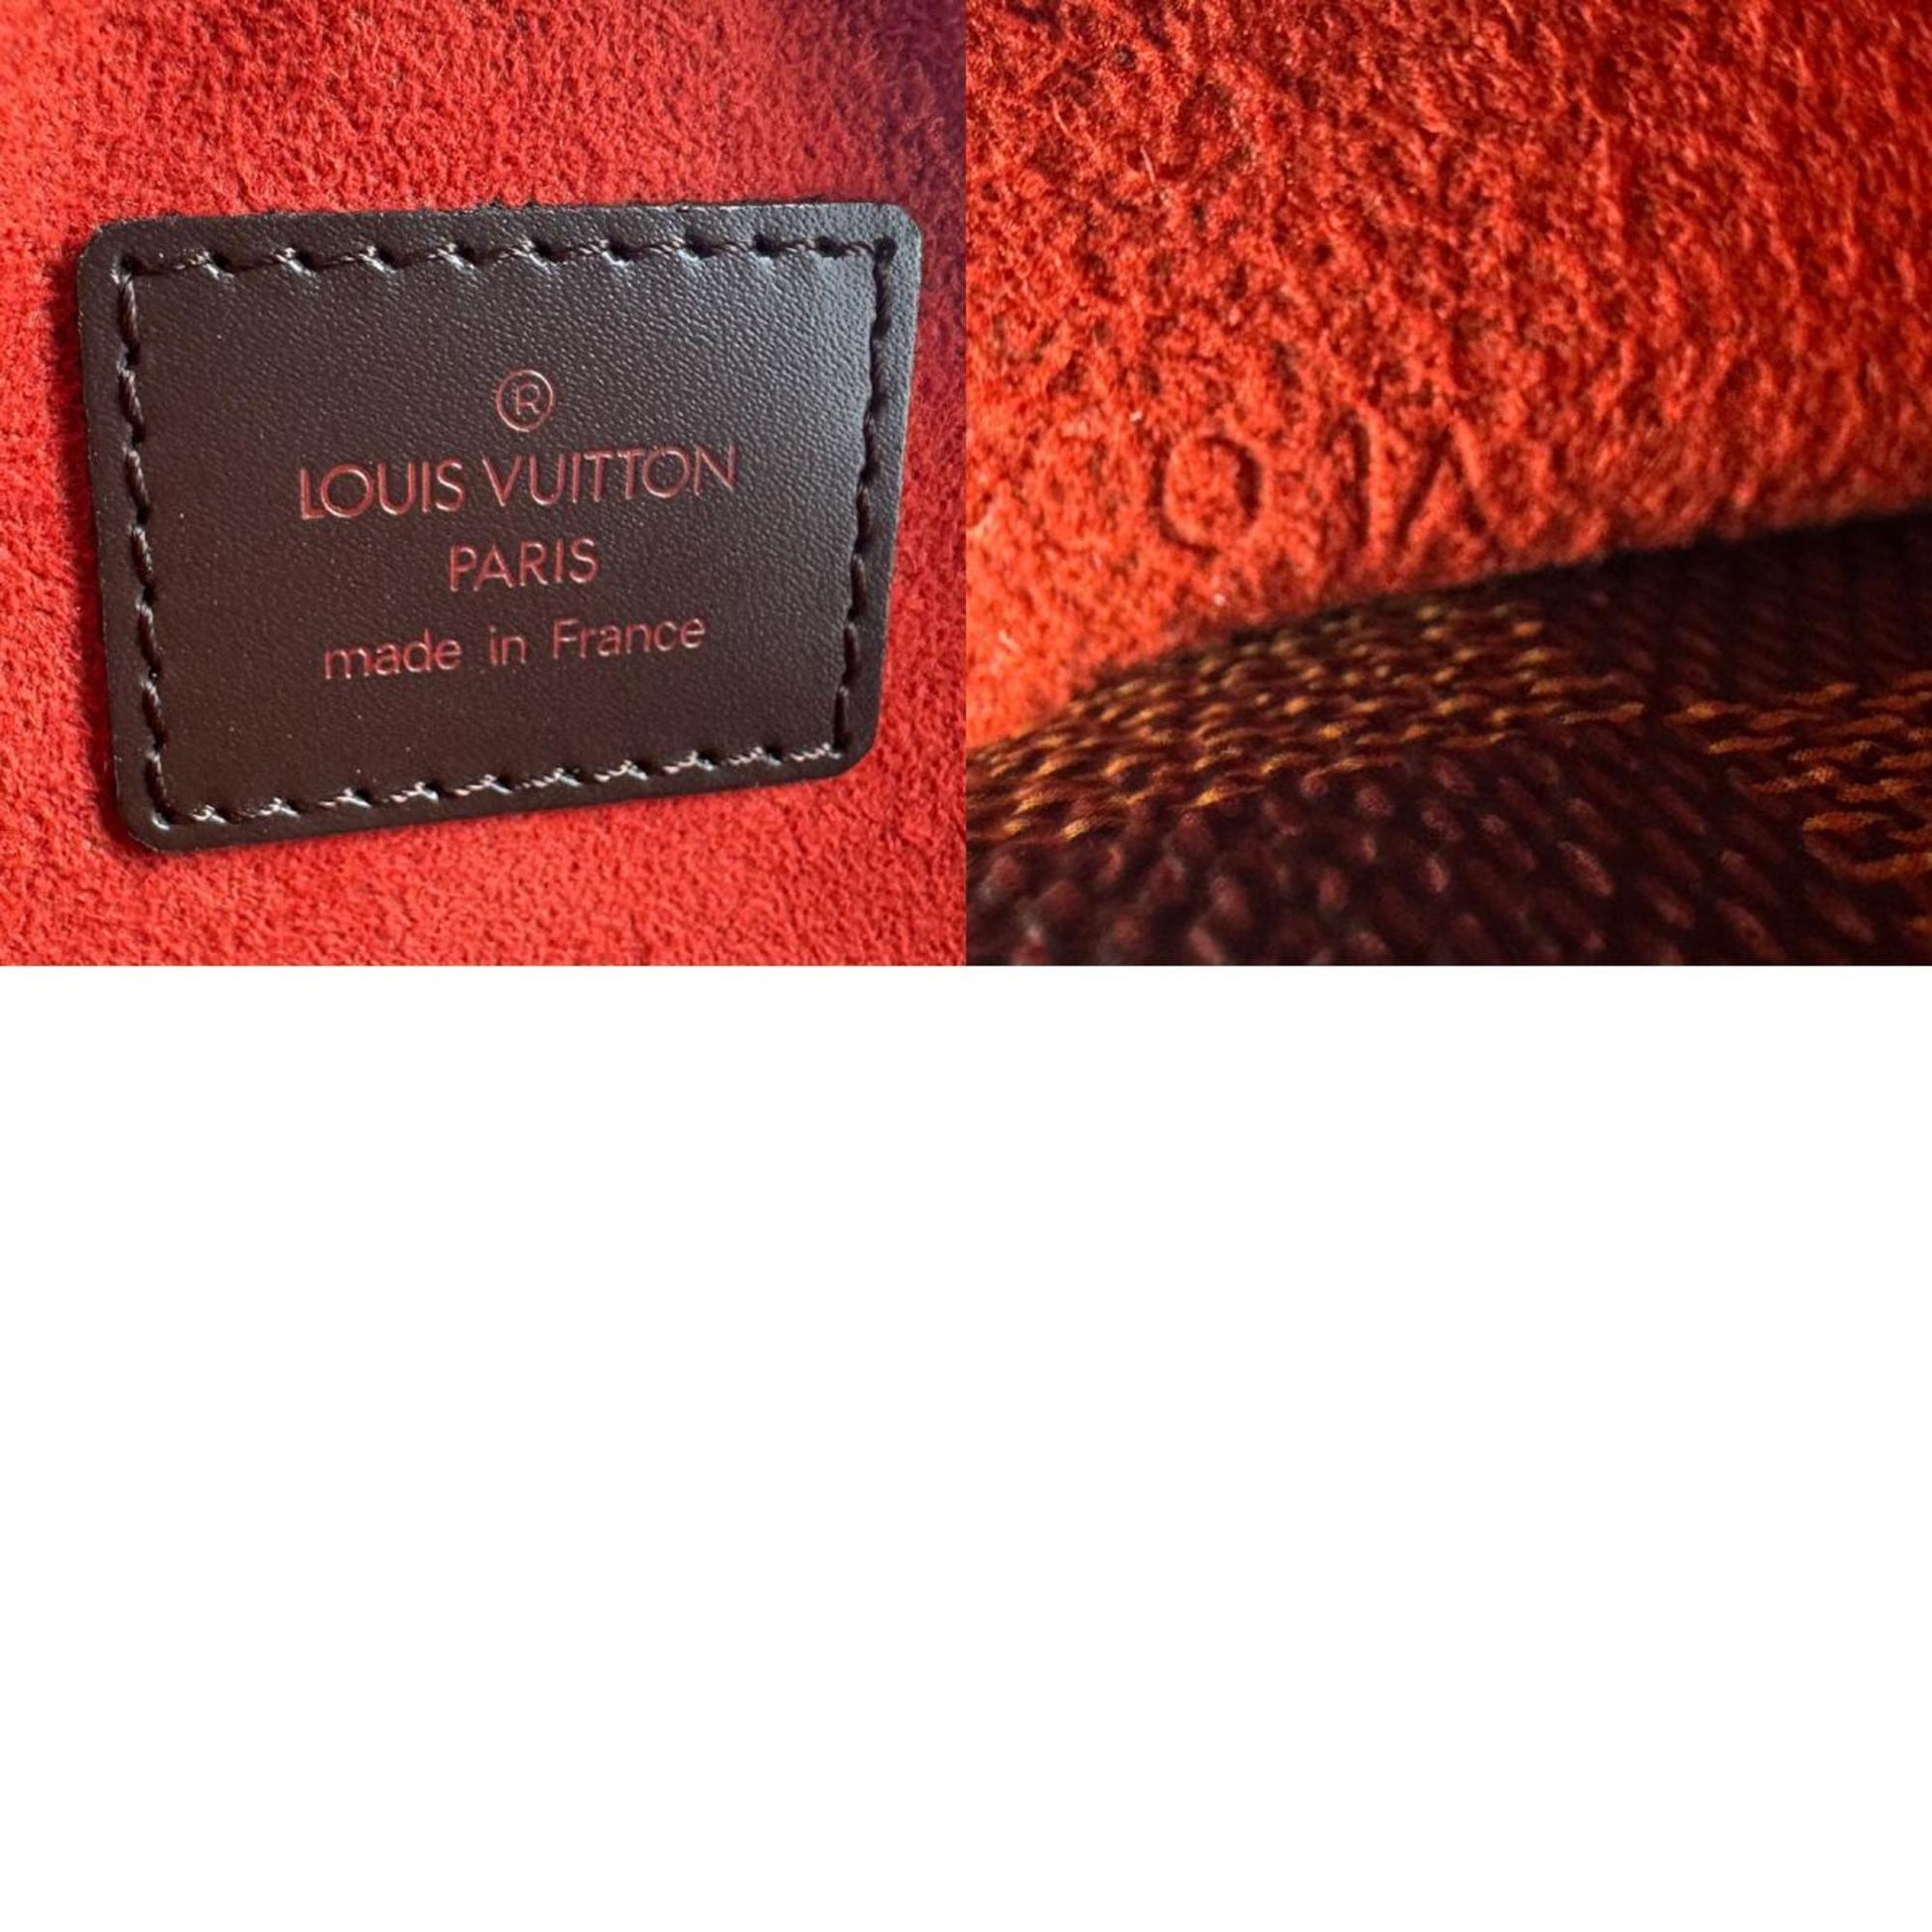 ®
LOUIS VUITTON
PARIS
made in France